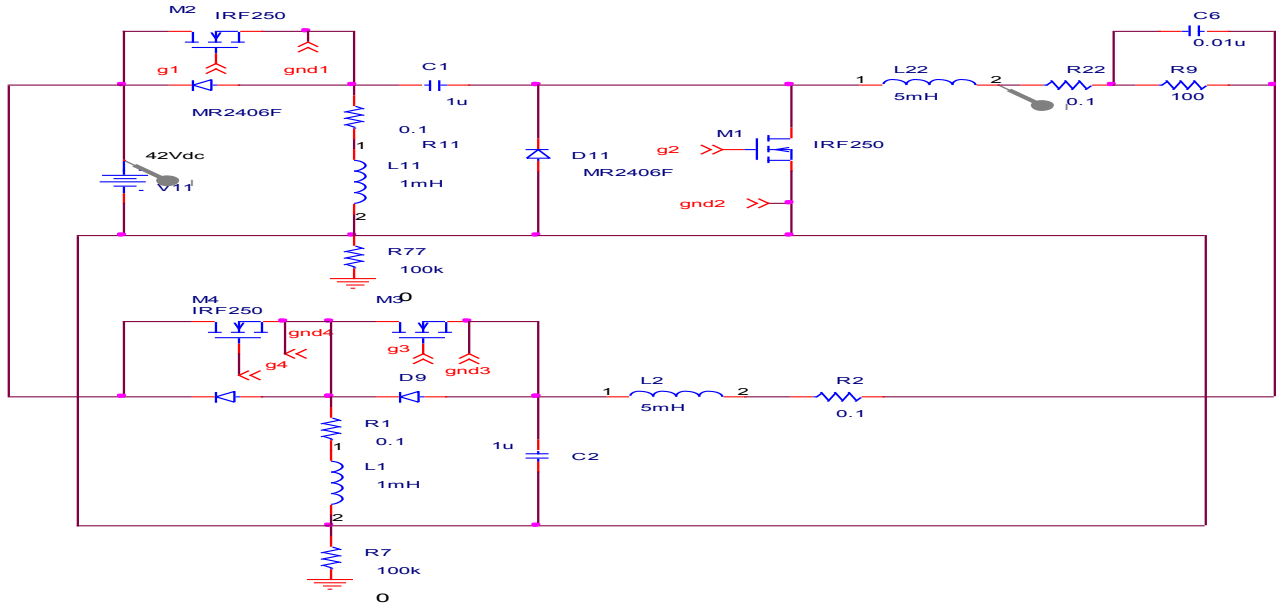 M2
IRF250
g1
gnd1
MR2406F
C1
1u
42Vdc
V11
0.1
R11
1
L11
1mH
2
R77
100k
0
D11
MR2406F
g2
M1
IRF250
gnd2
1
L22
5mH
2
R22
0.1
R9
100
C6
0.01u
M4
IRF250
gnd4
g4
M3
g3
gnd3
D9
R1
0.1
1
L1
1mH
2
R7
100k
0
1u
C2
1
L2
5mH
2
R2
0.1